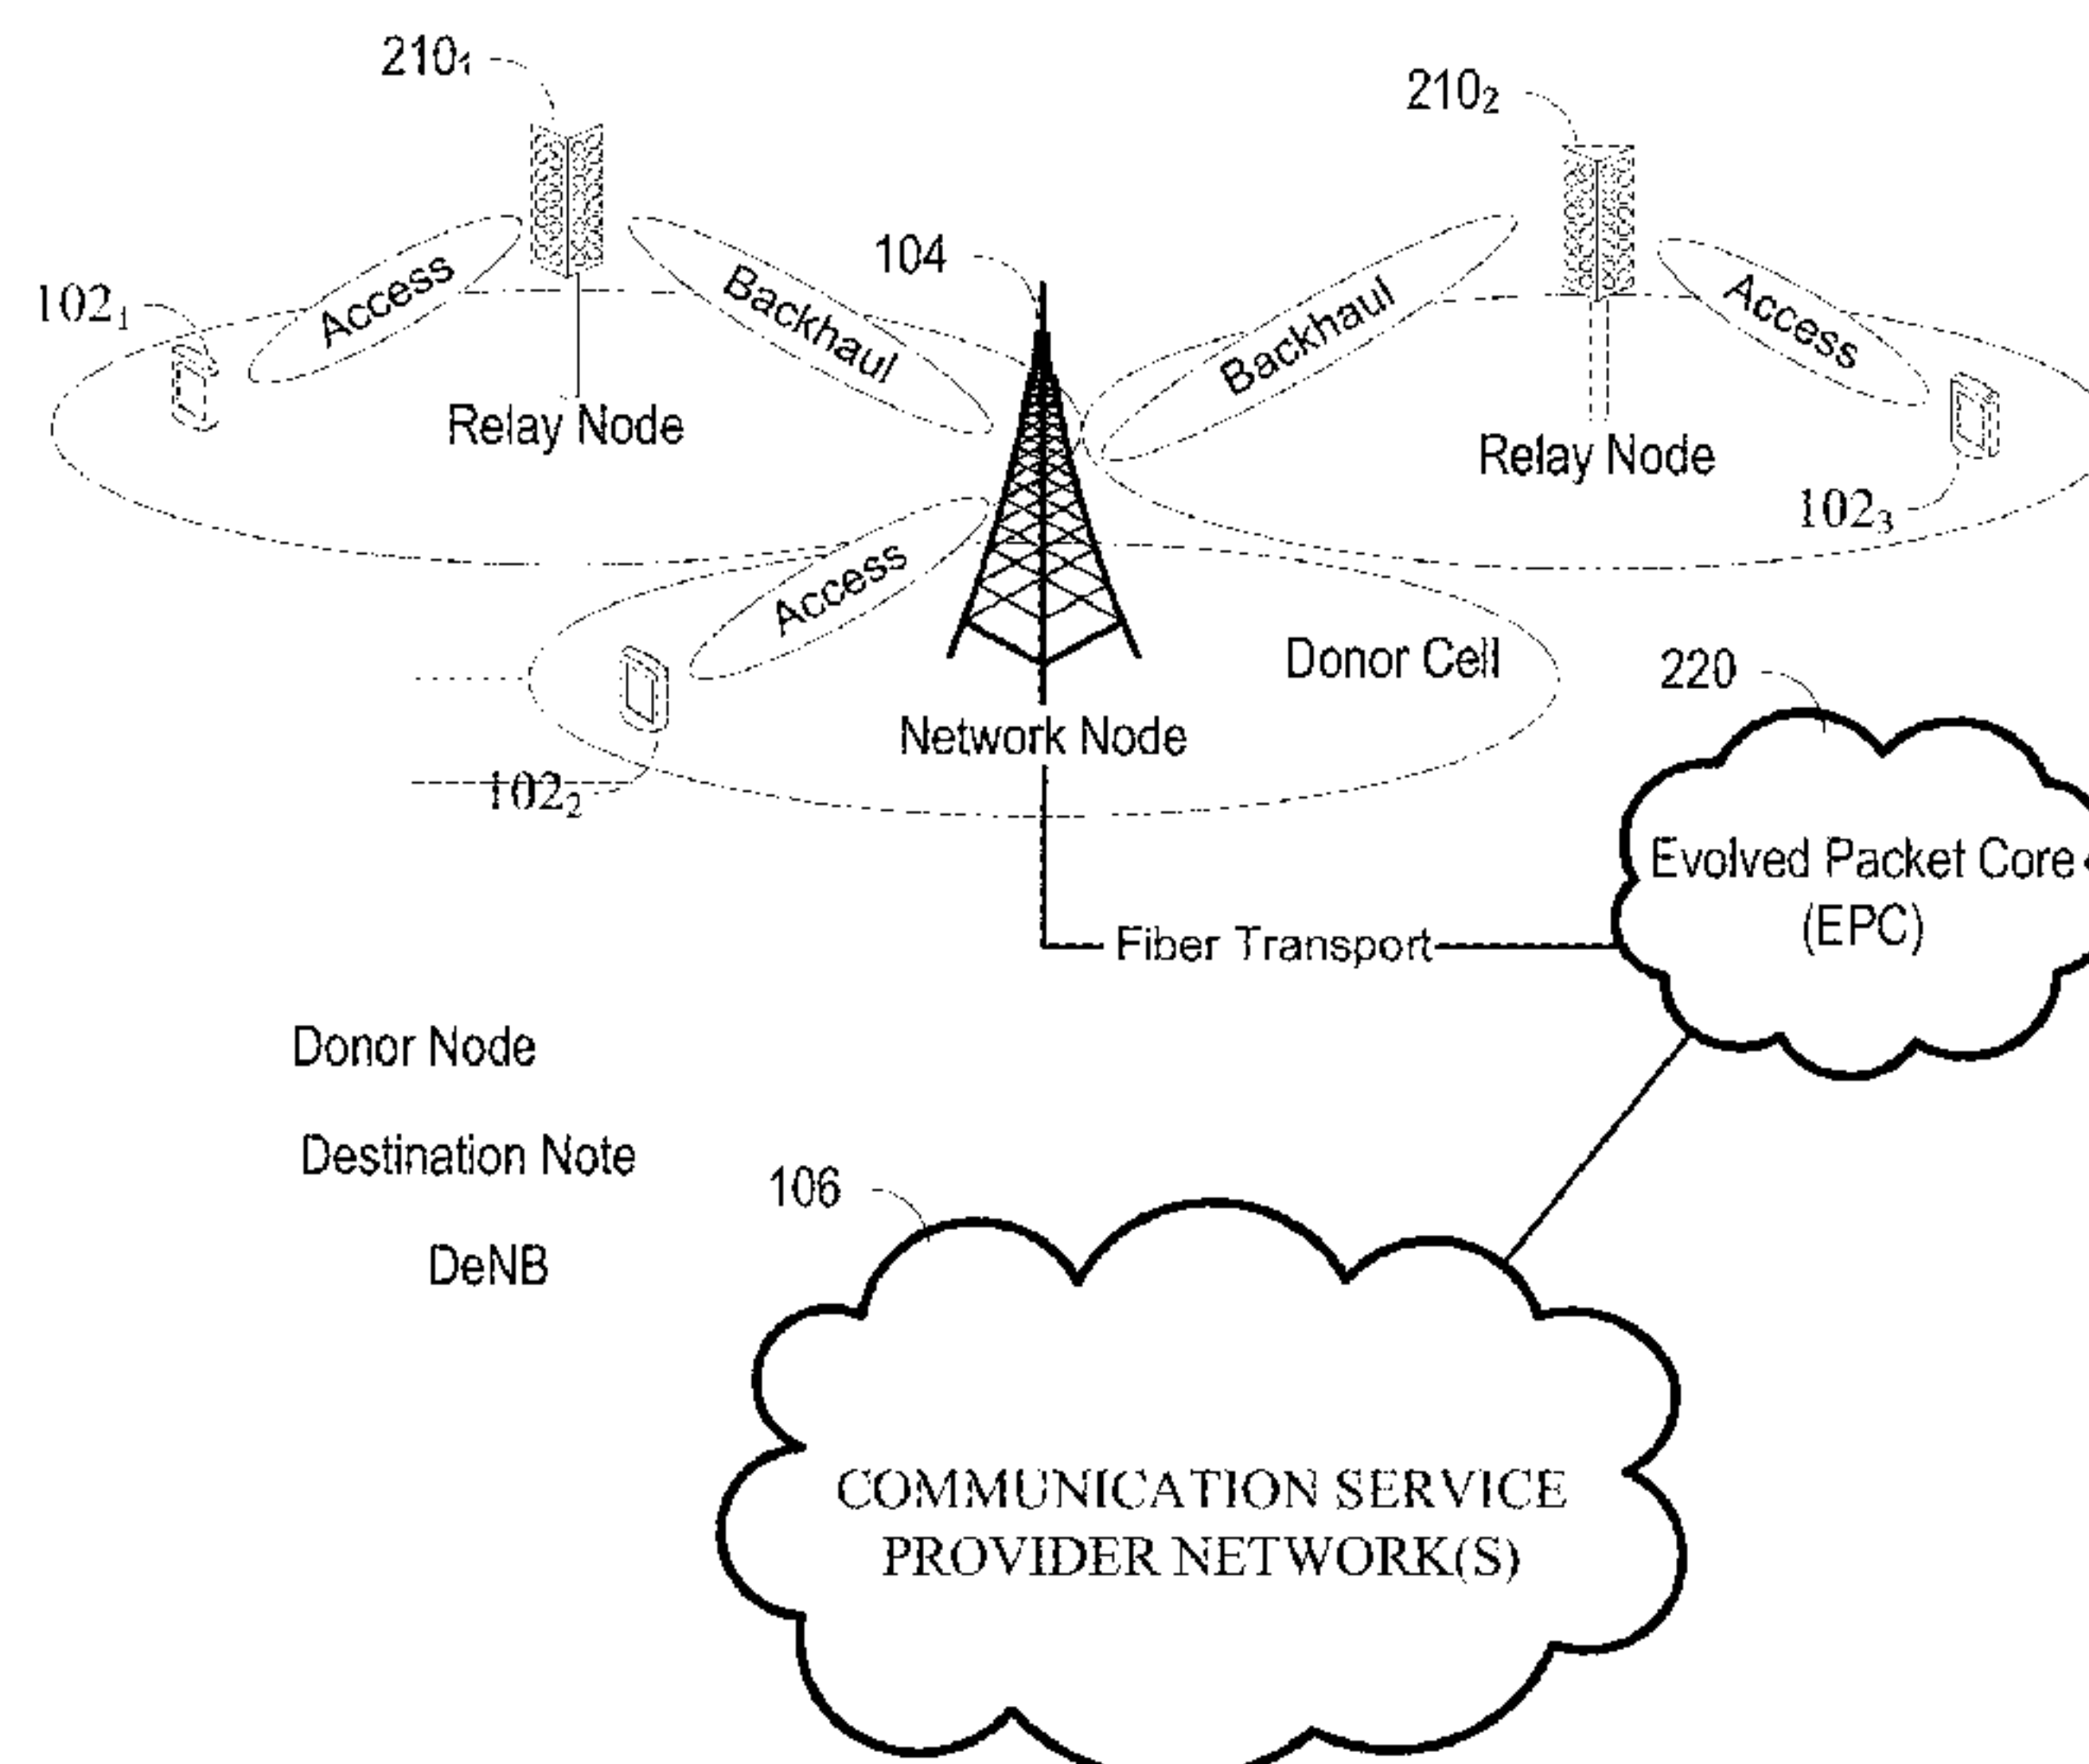 210₁
210₂
104
102₁
Access
Backhaul
Backhaul
Access
Relay Node
Relay Node
102₃
Access
Donor Cell
220
Network Node
102₂
Evolved Packet Core
(EPC)
Fiber Transport
Donor Node
Destination Note
106
DeNB
COMMUNICATION SERVICE
PROVIDER NETWORK(S)